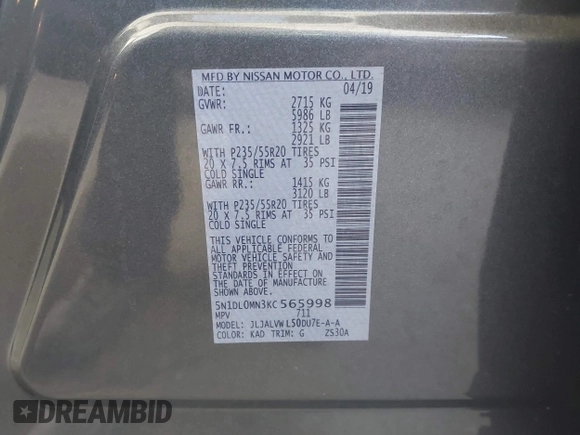 MFD BY NISSAN MOTOR CO., LTD.
DATE: 04/19
GVWR: 2715 KG
5986 LB
GAWR FR.: 1325 KG
2921 LB
WITH P235/55R20 TIRES
20 X 7.5 RIMS AT 35 PSI
COLD SINGLE
GAWR RR.: 1415 KG
3120 LB
WITH P235/55R20 TIRES
20 X 7.5 RIMS AT 35 PSI
COLD SINGLE
THIS VEHICLE CONFORMS TO
ALL APPLICABLE FEDERAL
MOTOR VEHICLE SAFETY AND
THEFT PREVENTION
STANDARDS IN EFFECT ON
THE DATE OF MANUFACTURE
SHOWN ABOVE.
5N1DL0MN3KC565998
MPV 711
MODEL: JLJALVWL50DU7E-A-A
COLOR: KAD TRIM: G ZS30A
DREAMBID